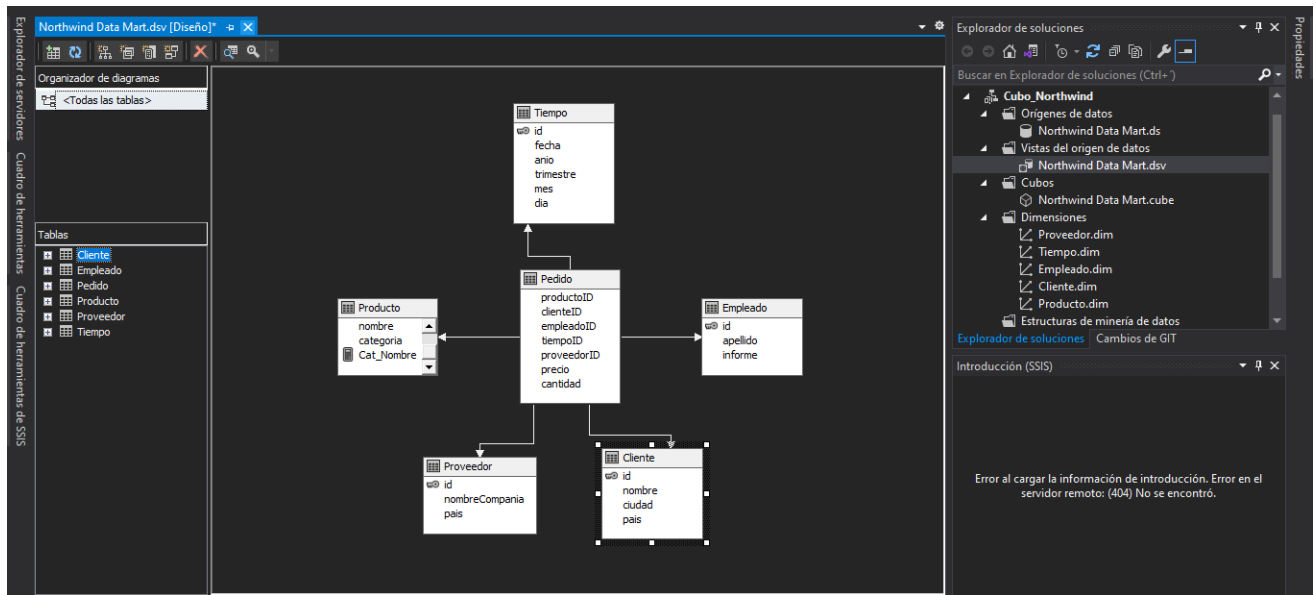 Explorador de servidores
Cuadro de herramientas
Cuadro de herramientas de SSIS
Northwind Data Mart.dsv [Diseño]*
Organizador de diagramas
<Todas las tablas>
Tablas
Cliente
Empleado
Pedido
Producto
Proveedor
Tiempo
Tiempo
id
fecha
anio
trimestre
mes
dia
Pedido
productoID
clienteID
empleadoID
tiempoID
proveedorID
precio
cantidad
Producto
nombre
categoria
Cat_Nombre
Empleado
id
apellido
informe
Proveedor
id
nombreCompania
pais
Cliente
id
nombre
ciudad
pais
Explorador de soluciones
Buscar en Explorador de soluciones (Ctrl+´)
Cubo_Northwind
Orígenes de datos
Northwind Data Mart.ds
Vistas del origen de datos
Northwind Data Mart.dsv
Cubos
Northwind Data Mart.cube
Dimensiones
Proveedor.dim
Tiempo.dim
Empleado.dim
Cliente.dim
Producto.dim
Estructuras de minería de datos
Explorador de soluciones Cambios de GIT
Introducción (SSIS)
Error al cargar la información de introducción. Error en el
servidor remoto: (404) No se encontró.
Propiedades